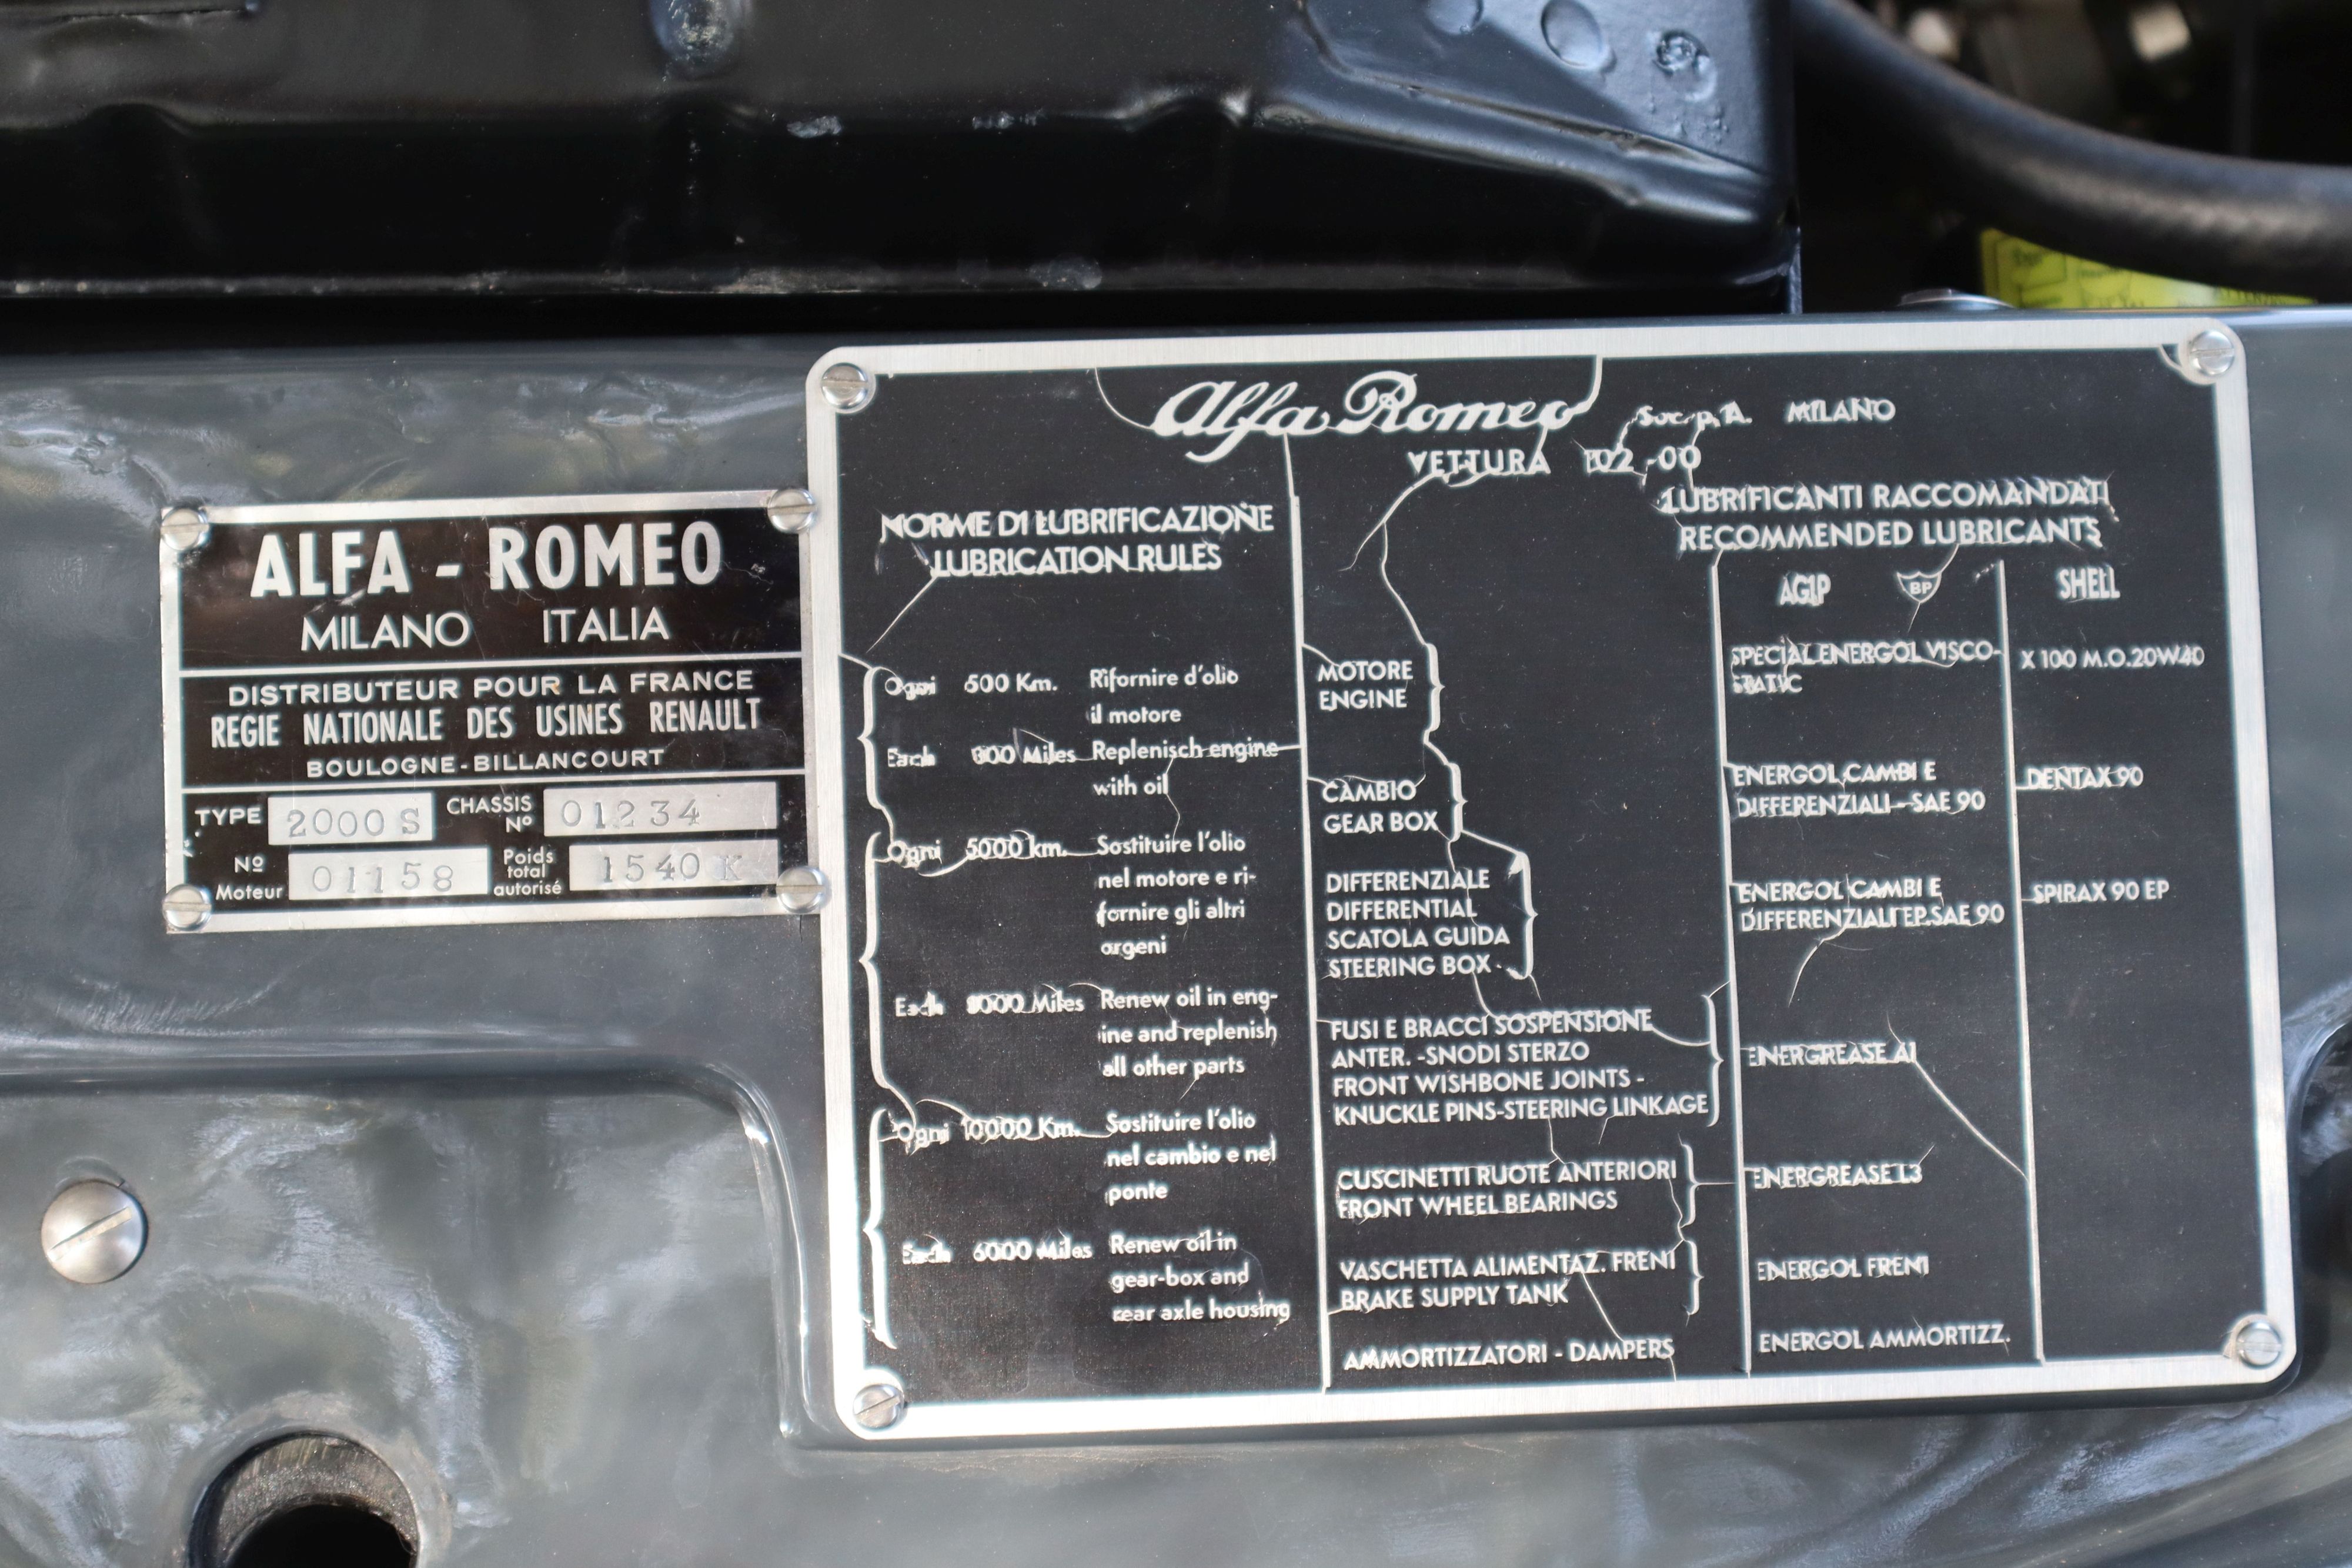 ALFA - ROMEO
MILANO ITALIA
DISTRIBUTEUR POUR LA FRANCE
REGIE NATIONALE DES USINES RENAULT
BOULOGNE-BILLANCOURT
TYPE 2000 S CHASSIS Nº 01234
Nº Moteur 01158 Poids total autorisé 1540 K
Alfa Romeo Soc. p. A. MILANO
VETTURA 102-00
NORME DI LUBRIFICAZIONE
LUBRICATION RULES
Ogni 500 Km. Rifornire d'olio
il motore
Each Miles Replenisch engine
with oil
Ogni 5000 km. Sostituire l'olio
nel motore e ri-
fornire gli altri
orgeni
Each Miles Renew oil in eng-
ine and replenish
all other parts
Ogni 10000 Km. Sostituire l'olio
nel cambio e nel
ponte
Each 6000 Miles Renew oil in
gear-box and
rear axle housing
MOTORE
ENGINE
CAMBIO
GEAR BOX
DIFFERENZIALE
DIFFERENTIAL
SCATOLA GUIDA
STEERING BOX
FUSI E BRACCI SOSPENSIONE
ANTER. -SNODI STERZO
FRONT WISHBONE JOINTS -
KNUCKLE PINS-STEERING LINKAGE
CUSCINETTI RUOTE ANTERIORI
FRONT WHEEL BEARINGS
VASCHETTA ALIMENTAZ. FRENI
BRAKE SUPPLY TANK
AMMORTIZZATORI - DAMPERS
LUBRIFICANTI RACCOMANDATI
RECOMMENDED LUBRICANTS
AGIP BP SHELL
SPECIAL ENERGOL VISCO- X 100 M.O.20W.40
STATIC
ENERGOL CAMBI E DENTAX 90
DIFFERENZIALI - SAE 90
ENERGOL CAMBI E SPIRAX 90 EP
DIFFERENZIALI EP.SAE 90
ENERGREASE A1
ENERGREASE L3
ENERGOL FRENI
ENERGOL AMMORTIZZ.